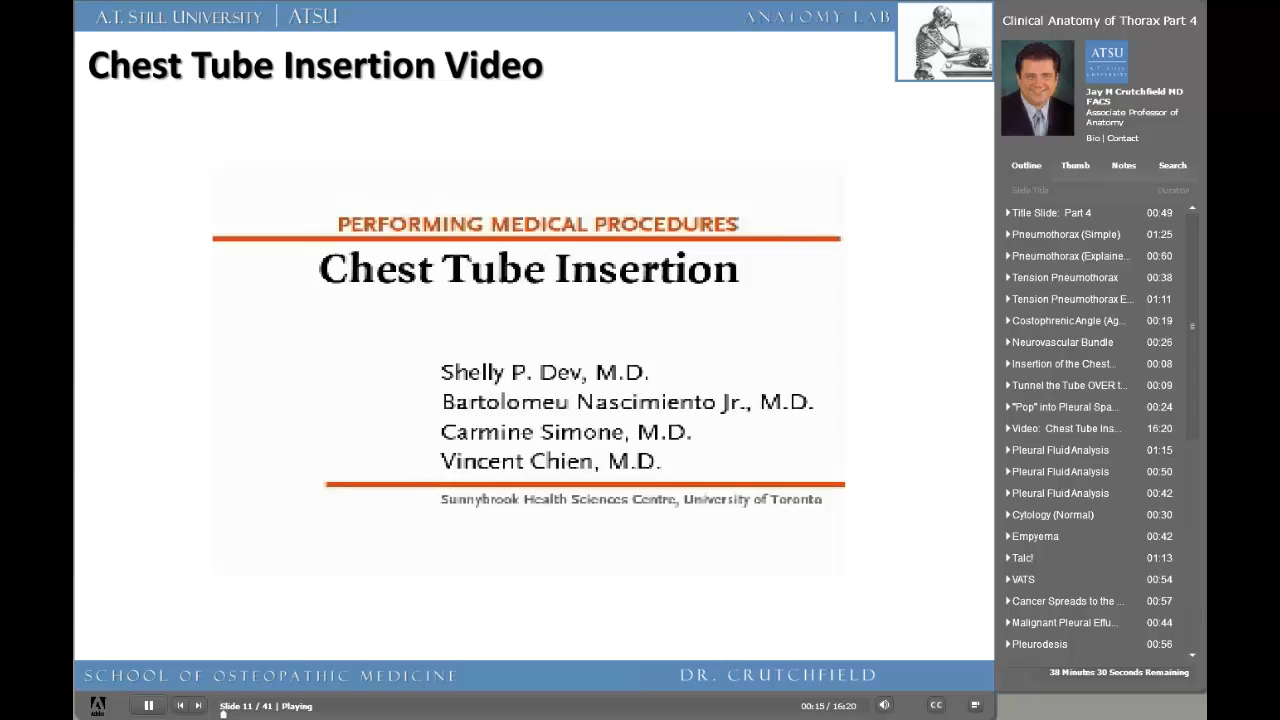 A.T. STILL UNIVERSITY | ATSU
ANATOMY LAB
Chest Tube Insertion Video
PERFORMING MEDICAL PROCEDURES
Chest Tube Insertion
Shelly P. Dev, M.D.
Bartolomeu Nascimiento Jr., M.D.
Carmine Simone, M.D.
Vincent Chien, M.D.
Sunnybrook Health Sciences Centre, University of Toronto
SCHOOL OF OSTEOPATHIC MEDICINE
DR. CRUTCHFIELD
Slide 11 / 41 | Playing
00:15 / 16:20
CC
Clinical Anatomy of Thorax Part 4
ATSU
A.T. STILL
UNIVERSITY
Jay M Crutchfield MD
FACS
Associate Professor of
Anatomy
Bio | Contact
Outline Thumb Notes Search
Slide Title Duration
Title Slide: Part 4 00:49
Pneumothorax (Simple) 01:25
Pneumothorax (Explaine... 00:60
Tension Pneumothorax 00:38
Tension Pneumothorax E... 01:11
Costophrenic Angle (Ag... 00:19
Neurovascular Bundle 00:26
Insertion of the Chest... 00:08
Tunnel the Tube OVER t... 00:09
"Pop" into Pleural Spa... 00:24
Video: Chest Tube Ins... 16:20
Pleural Fluid Analysis 01:15
Pleural Fluid Analysis 00:50
Pleural Fluid Analysis 00:42
Cytology (Normal) 00:30
Empyema 00:42
Talc! 01:13
VATS 00:54
Cancer Spreads to the ... 00:57
Malignant Pleural Effu... 00:44
Pleurodesis 00:56
38 Minutes 30 Seconds Remaining
Adobe